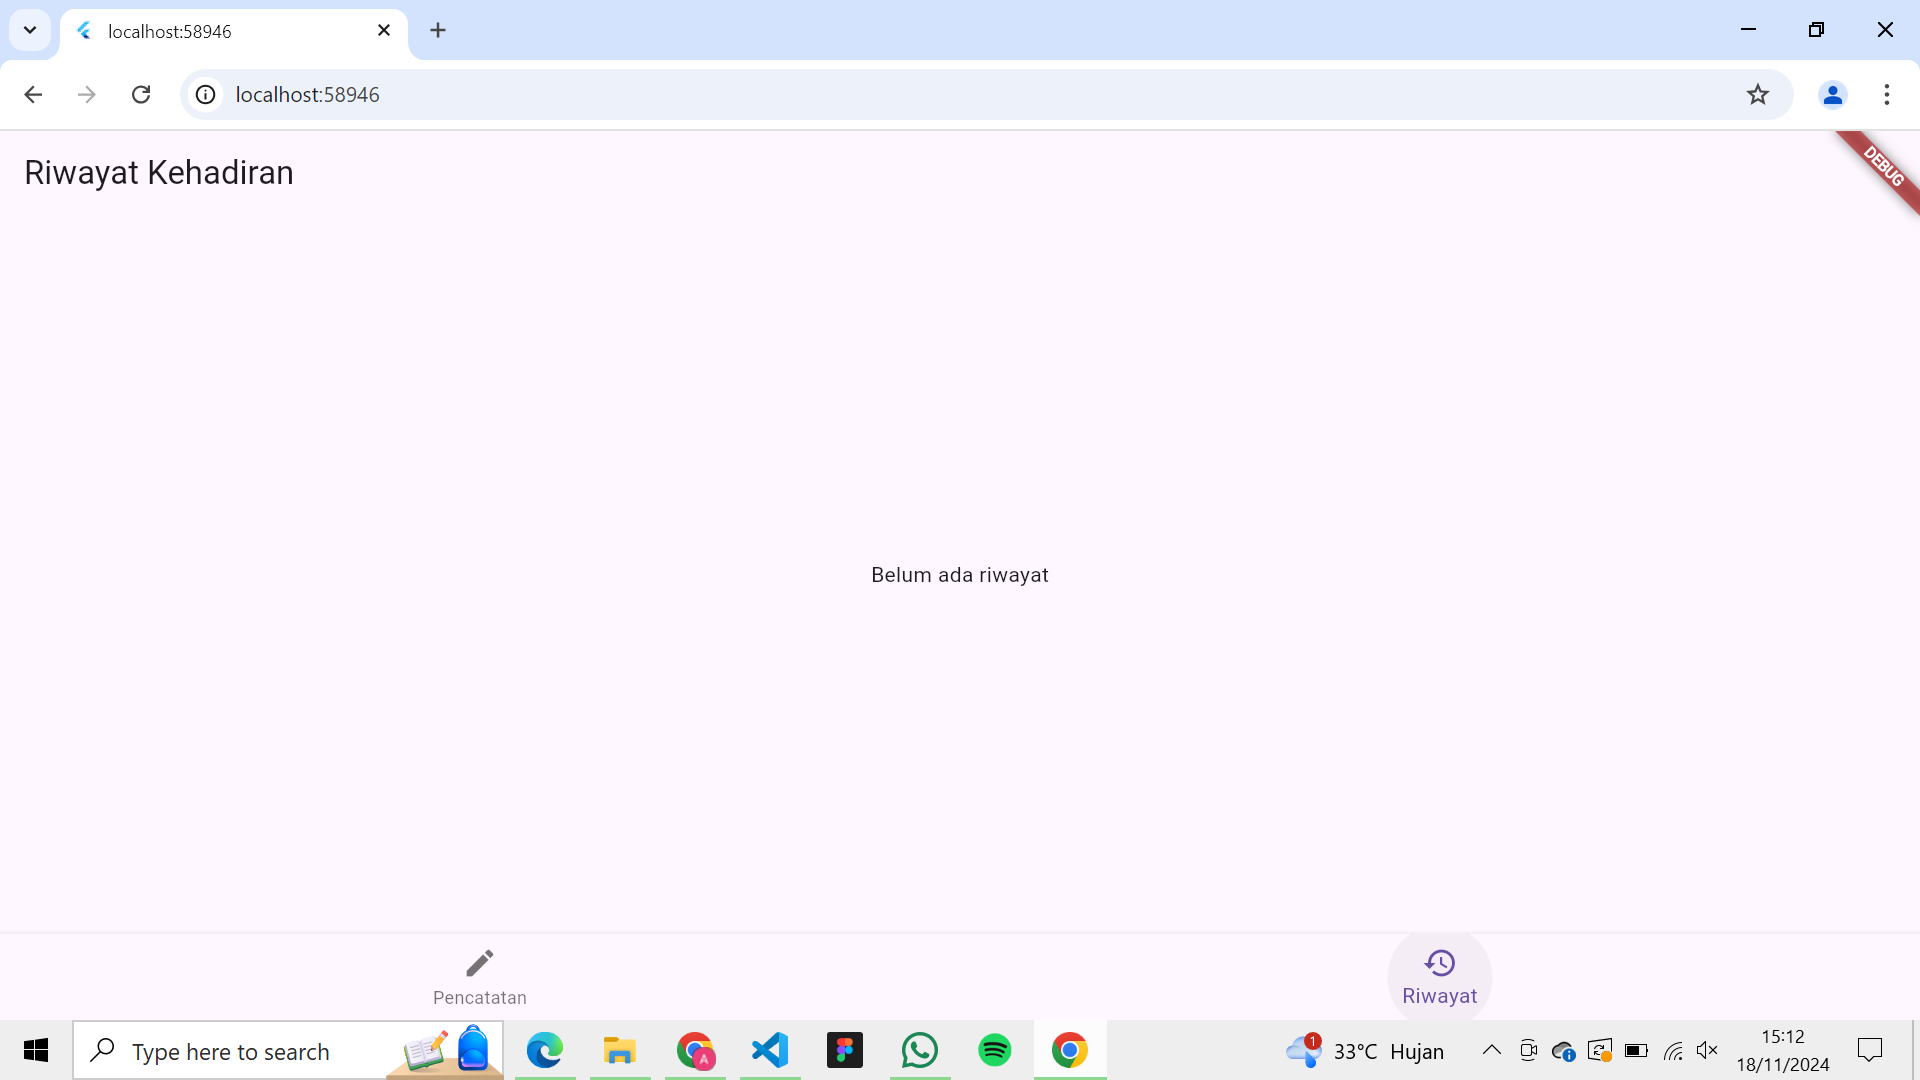 localhost:58946
localhost:58946
Riwayat Kehadiran
DEBUG
Belum ada riwayat
Pencatatan
Riwayat
Type here to search
A
1
33°C Hujan
15:12
18/11/2024